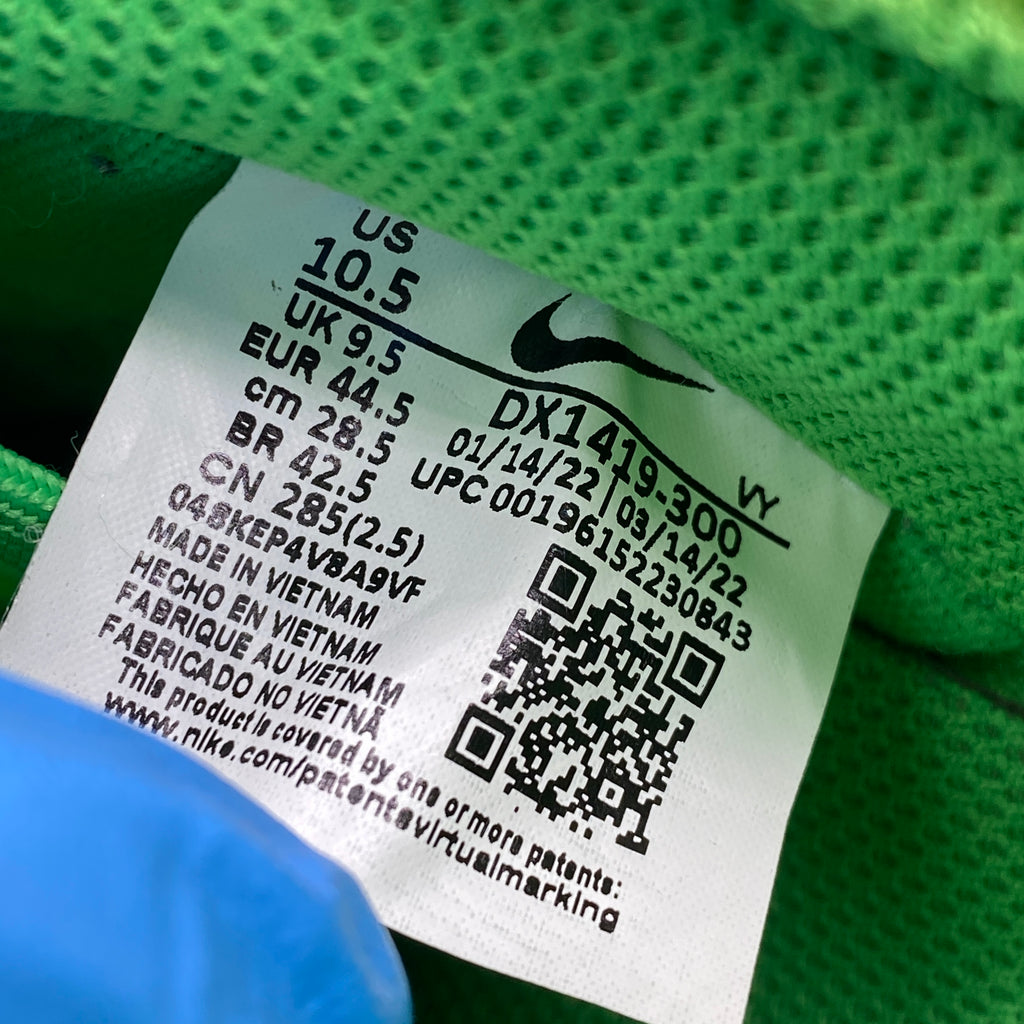 US
10.5
UK 9.5
EUR 44.5
cm 28.5
BR 42.5
CN 285(2.5)
048KEP4V8A9VF
MADE IN VIETNAM
HECHO EN VIETNAM
FABRIQUE AU VIETNAM
FABRICADO NO VIETNÃ
This product is covered by one or more patents:
www.nike.com/patentsvirtualmarking
DX1419-300 VY
01/14/22 | 03/14/22
UPC 00196152230843